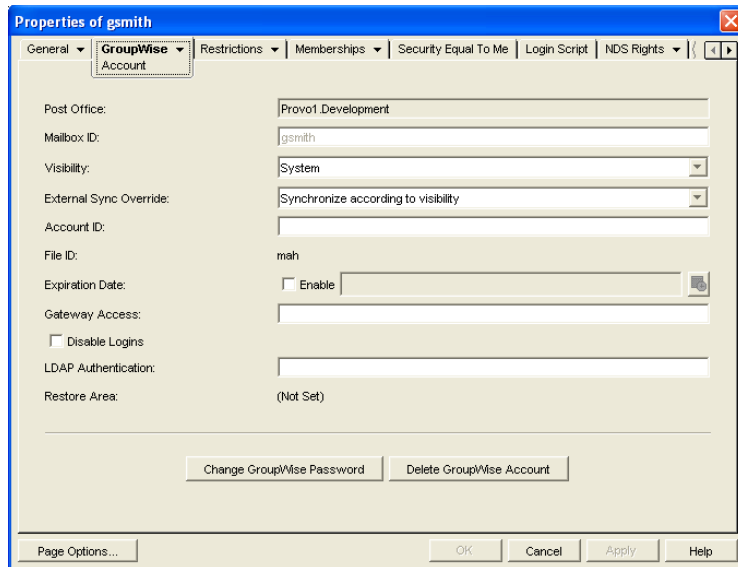 Properties of gsmith
General GroupWise Restrictions Memberships Security Equal To Me Login Script NDS Rights
Account
Post Office: Provo1.Development
Mailbox ID: gsmith
Visibility: System
External Sync Override: Synchronize according to visibility
Account ID:
File ID: mah
Expiration Date: Enable
Gateway Access:
Disable Logins
LDAP Authentication:
Restore Area: (Not Set)
Change GroupWise Password Delete GroupWise Account
Page Options... OK Cancel Apply Help